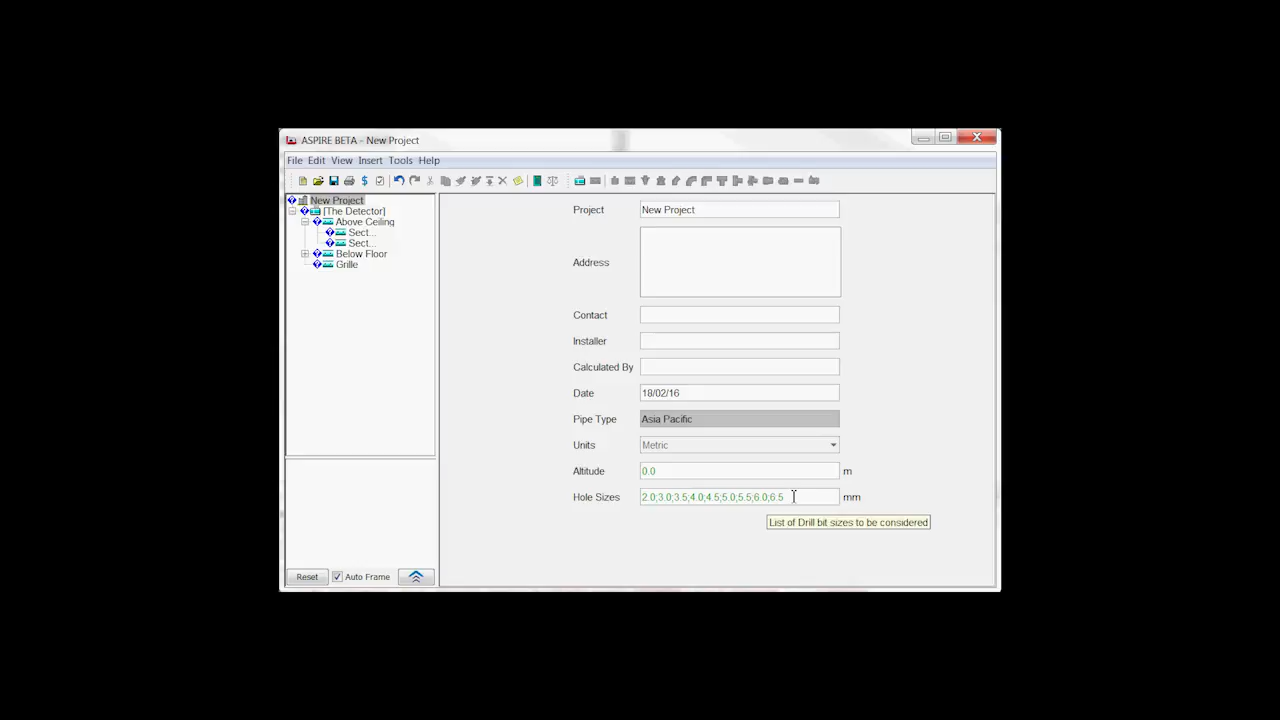 ASPIRE BETA - New Project
File Edit View Insert Tools Help
New Project
[The Detector]
Above Ceiling
Sect...
Sect...
Below Floor
Grille
Project New Project
Address
Contact
Installer
Calculated By
Date 18/02/16
Pipe Type Asia Pacific
Units Metric
Altitude 0.0 m
Hole Sizes 2.0;3.0;3.5;4.0;4.5;5.0;5.5;6.0;6.5 mm
List of Drill bit sizes to be considered
Reset Auto Frame